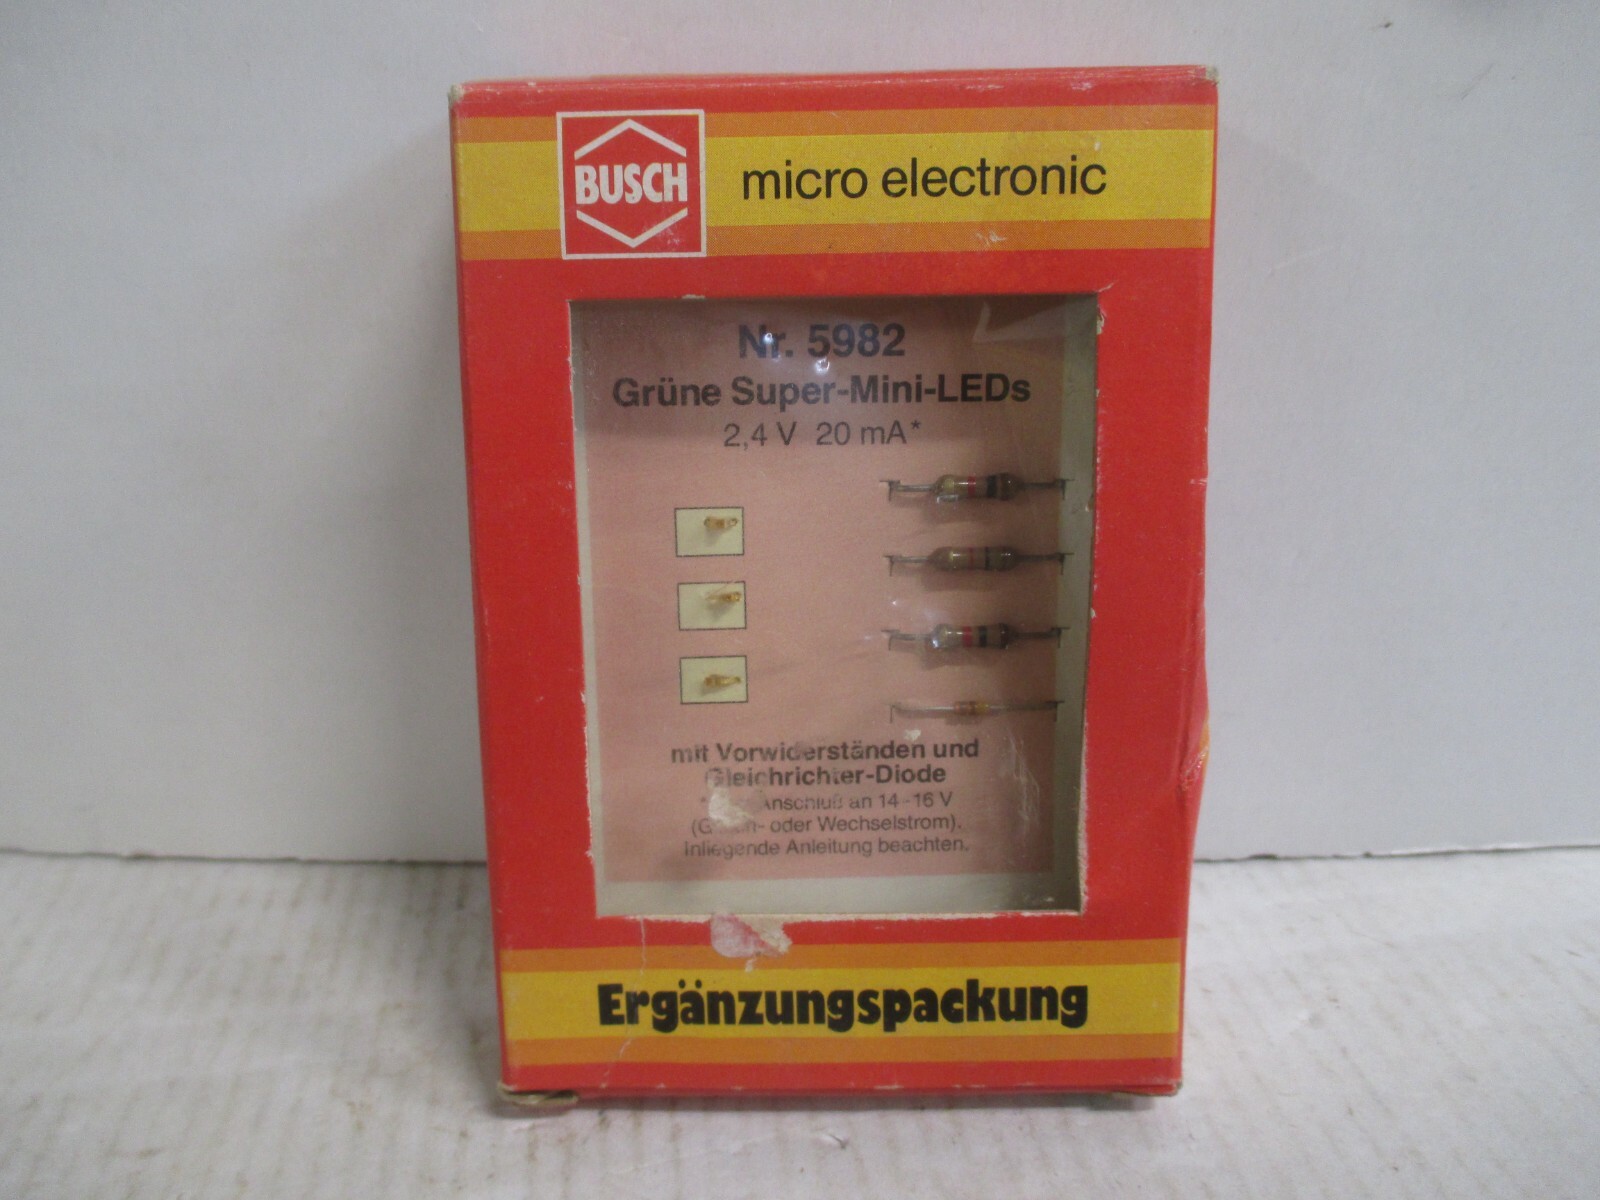 BUSCH
micro electronic
Nr. 5982
Grüne Super-Mini-LEDs
2,4 V 20 mA*
mit Vorwiderständen und
Gleichrichter-Diode
* Anschluß an 14-16 V
(Gleich- oder Wechselstrom).
Inliegende Anleitung beachten.
Ergänzungspackung